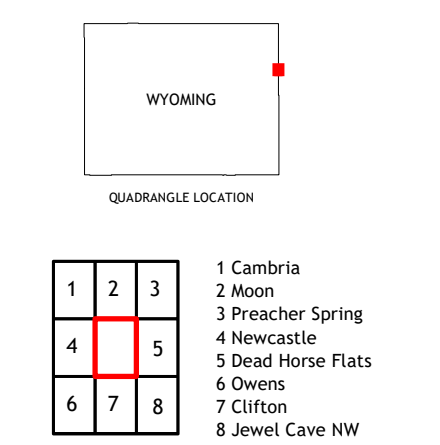 WYOMING
QUADRANGLE LOCATION
1 2 3
4 5
6 7 8
1 Cambria
2 Moon
3 Preacher Spring
4 Newcastle
5 Dead Horse Flats
6 Owens
7 Clifton
8 Jewel Cave NW